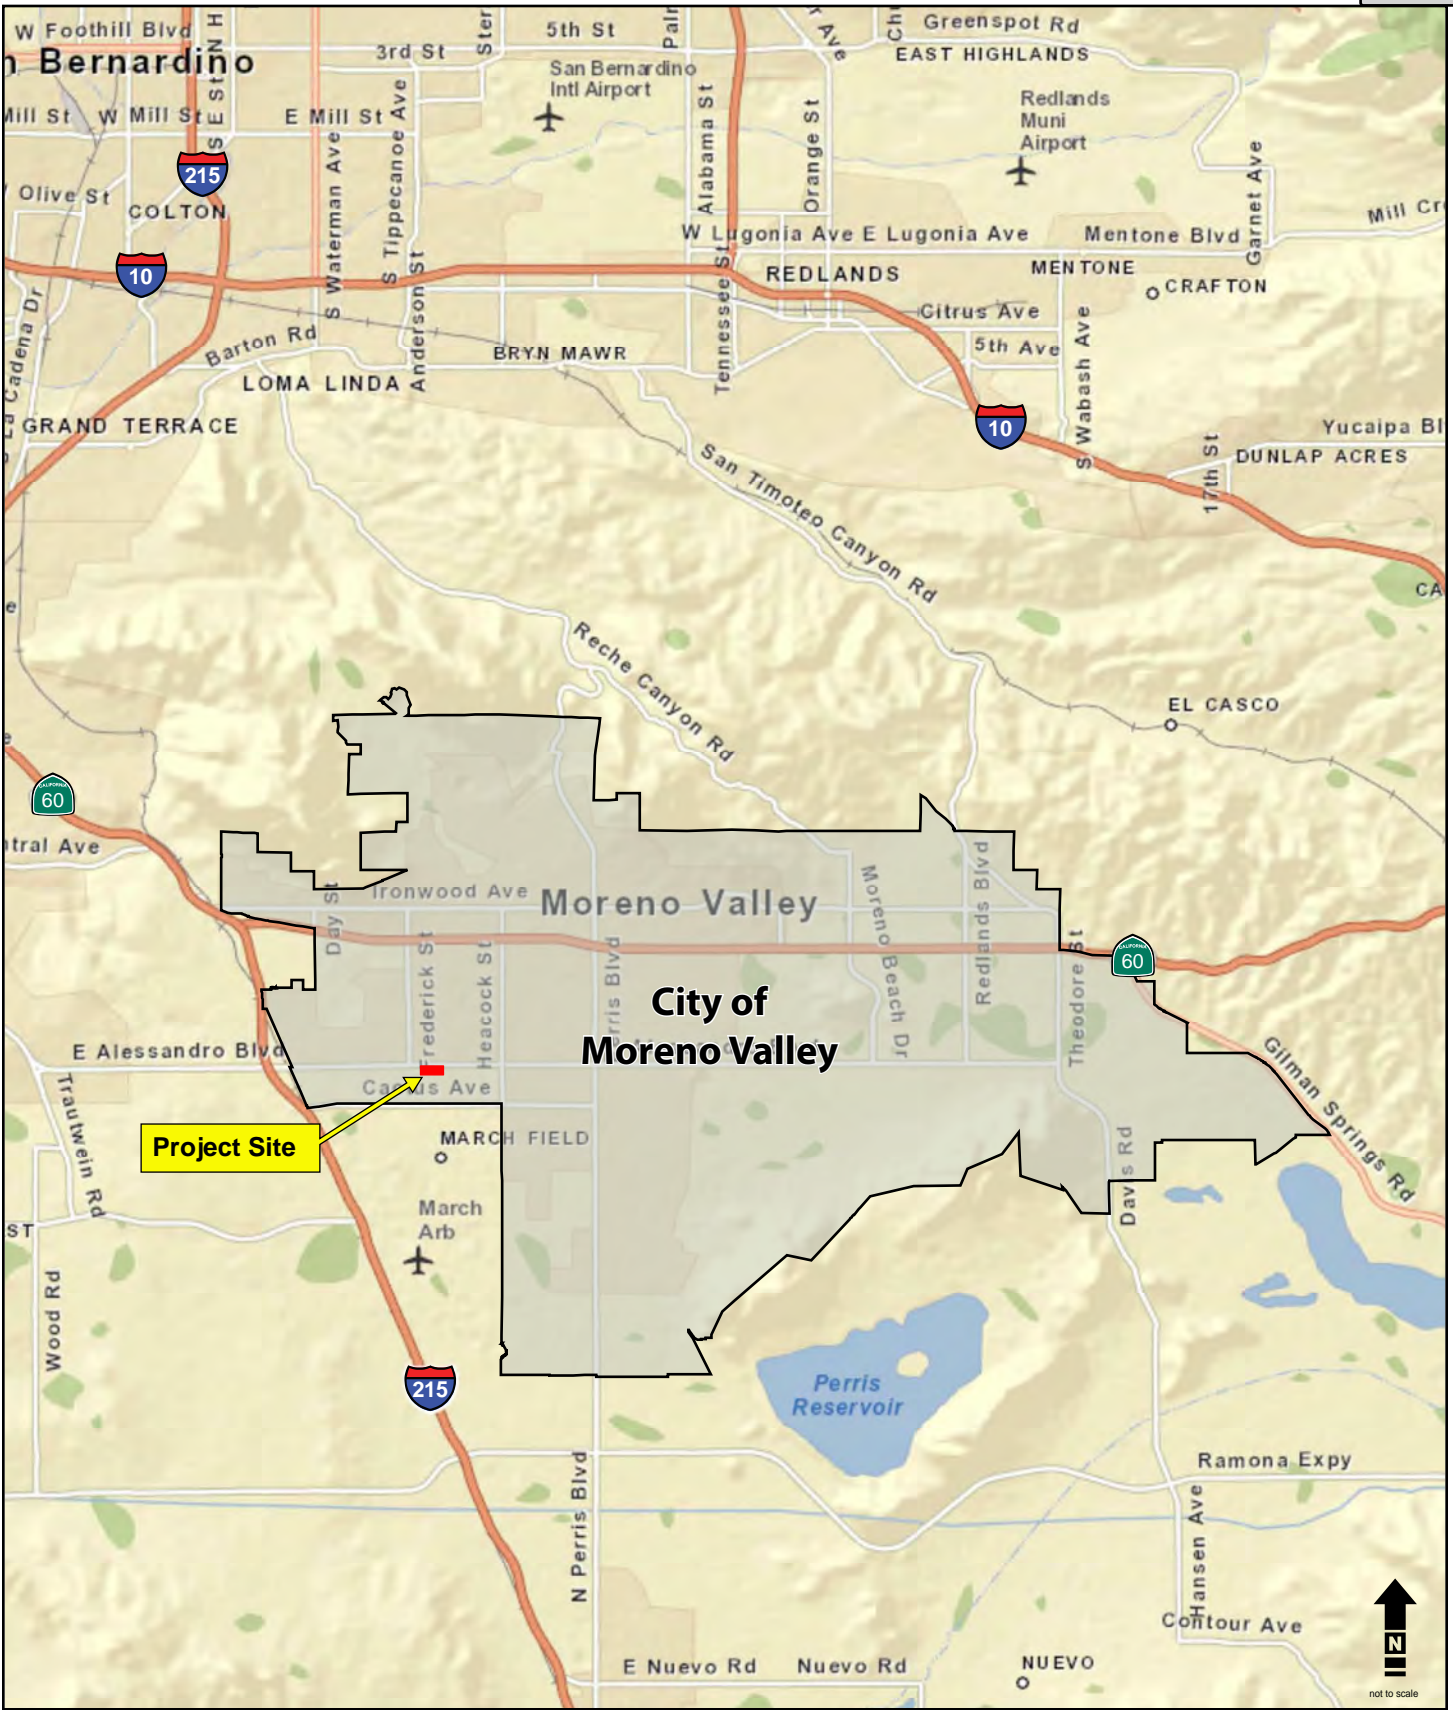 W Foothill Blvd
5th St
Greenspot Rd
3rd St
EAST HIGHLANDS
Bernardino
San Bernardino
Intl Airport
Redlands
Muni
Airport
Mill St
W Mill St
E Mill St
S E St
S Waterman Ave
S Tippecanoe Ave
Alabama St
Orange St
Garnet Ave
215
Olive St
COLTON
W Lugonia Ave
E Lugonia Ave
Mentone Blvd
10
REDLANDS
MENTONE
CRAFTON
Citrus Ave
5th Ave
La Cadena Dr
Barton Rd
Anderson St
BRYN MAWR
Tennessee St
S Wabash Ave
LOMA LINDA
GRAND TERRACE
10
17th St
DUNLAP ACRES
San Timoteo Canyon Rd
Reche Canyon Rd
EL CASCO
60
Ironwood Ave
Moreno Valley
Day St
Frederick St
Heacock St
Moreno Beach Dr
Redlands Blvd
Theodore St
60
City of
Moreno Valley
E Alessandro Blvd
Cactus Ave
Gilman Springs Rd
Project Site
MARCH FIELD
Trautwein Rd
Davis Rd
March
Arb
Wood Rd
215
Perris
Reservoir
Ramona Expy
N Perris Blvd
Hansen Ave
Contour Ave
E Nuevo Rd
Nuevo Rd
NUEVO
N
not to scale